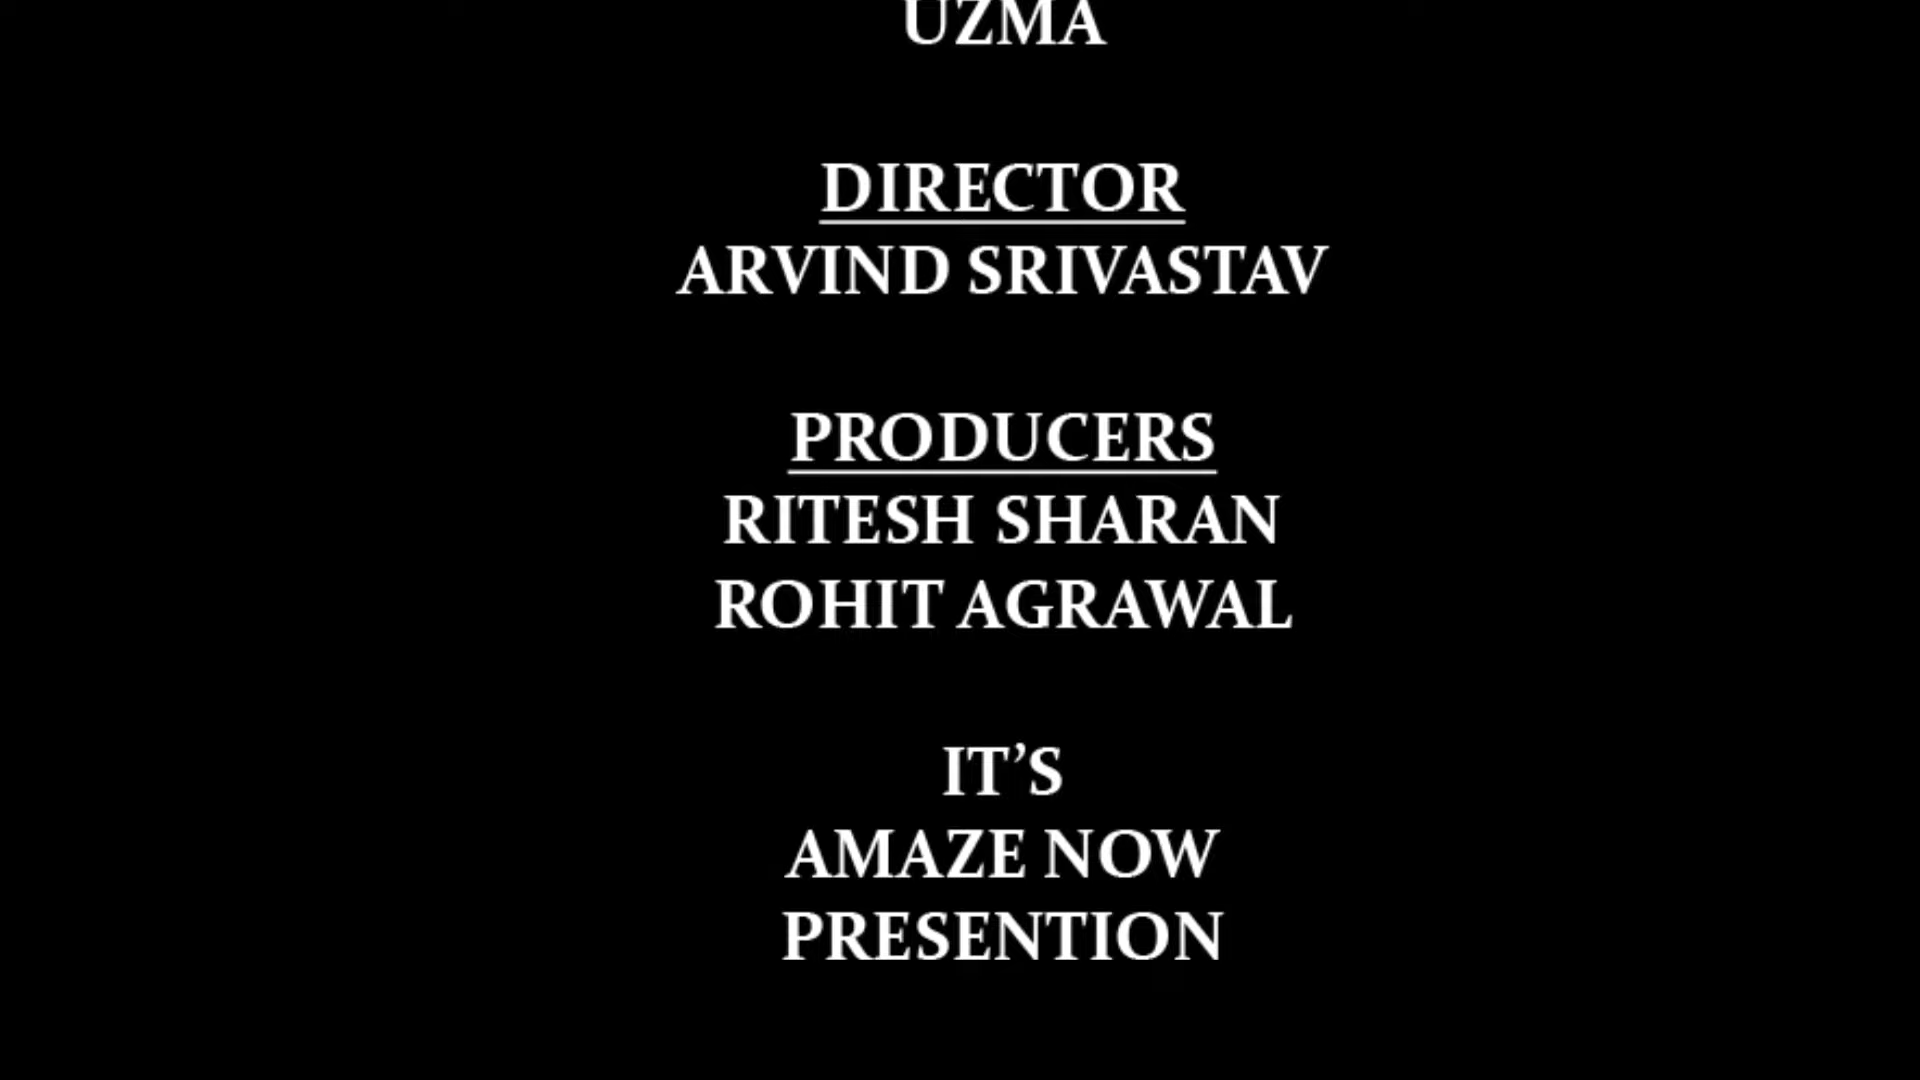 UZMA
DIRECTOR
ARVIND SRIVASTAV
PRODUCERS
RITESH SHARAN
ROHIT AGRAWAL
IT’S
AMAZE NOW
PRESENTION